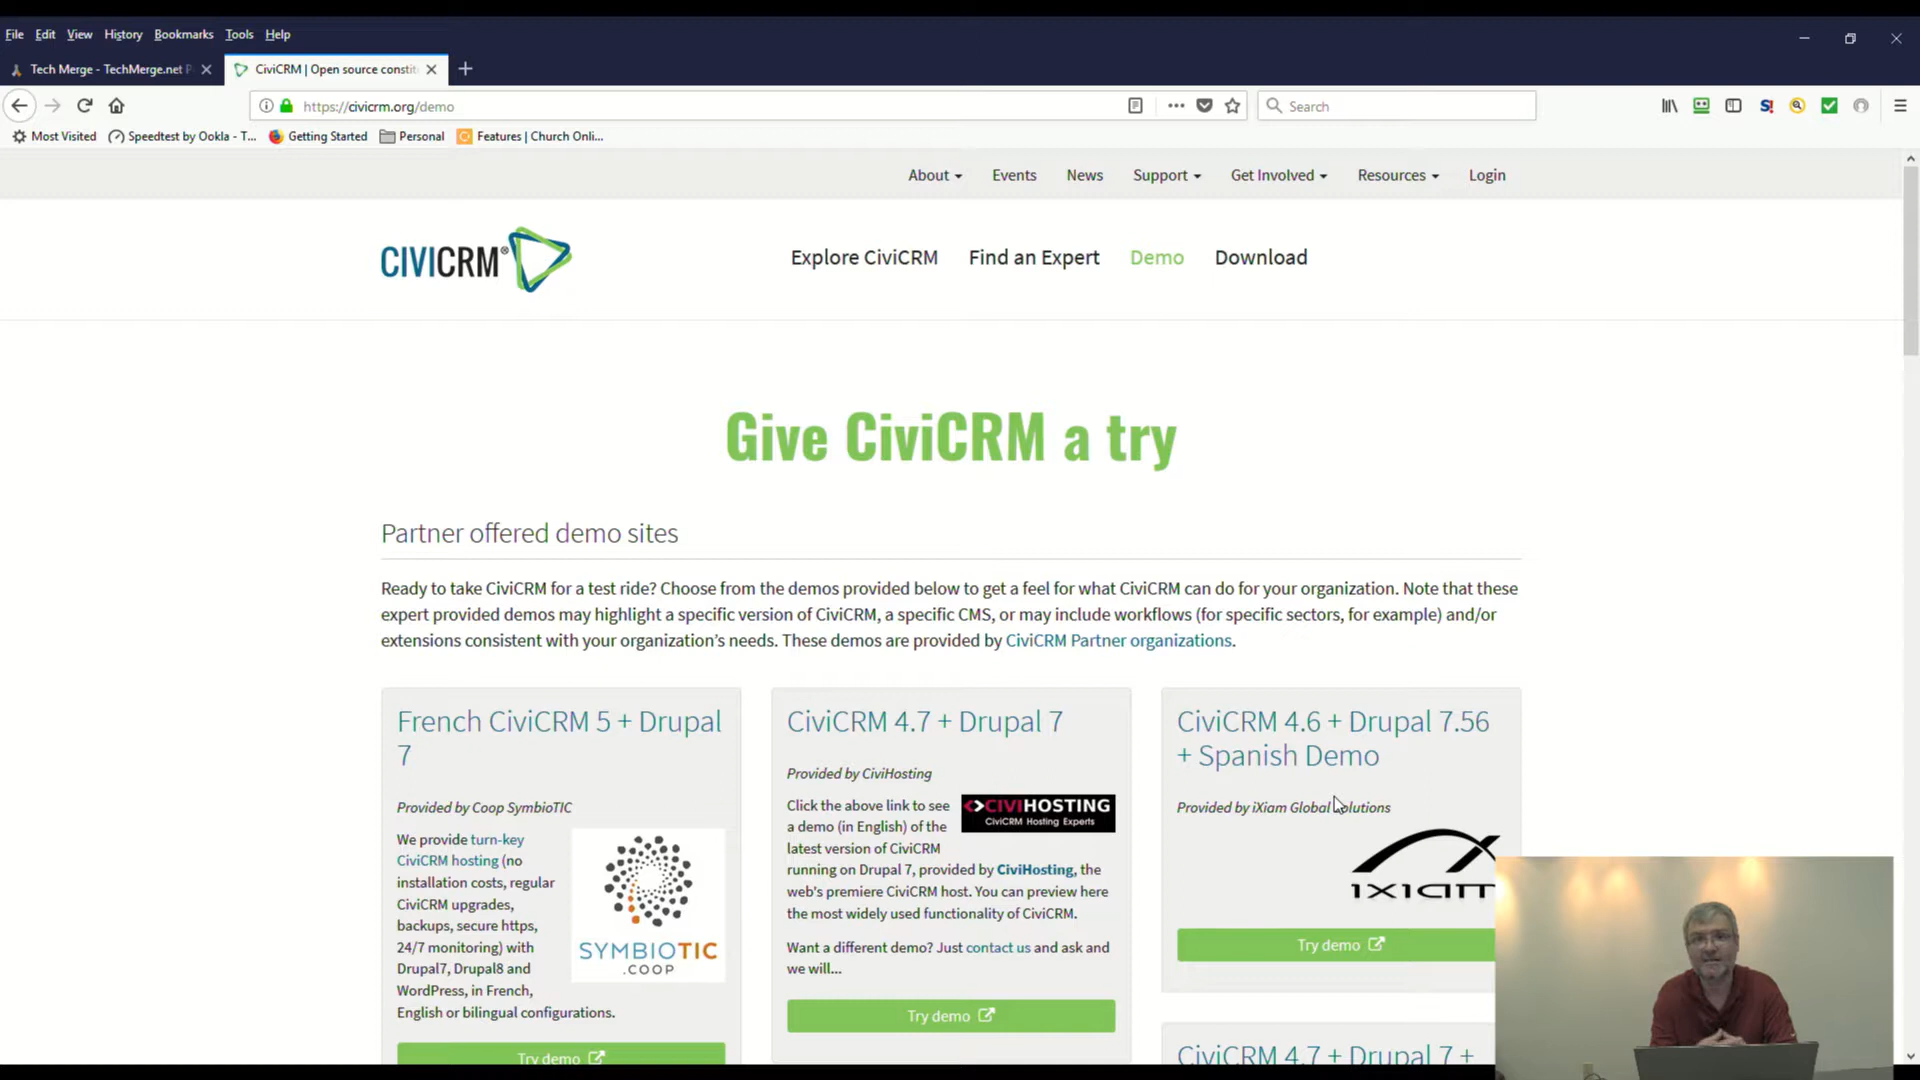 File Edit View History Bookmarks Tools Help
Tech Merge - TechMerge.net P
CiviCRM | Open source constit
https://civicrm.org/demo
Search
Most Visited Speedtest by Ookla - T... Getting Started Personal Features | Church Onli...
About Events News Support Get Involved Resources Login
CIVICRM®
Explore CiviCRM Find an Expert Demo Download
Give CiviCRM a try
Partner offered demo sites
Ready to take CiviCRM for a test ride? Choose from the demos provided below to get a feel for what CiviCRM can do for your organization. Note that these
expert provided demos may highlight a specific version of CiviCRM, a specific CMS, or may include workflows (for specific sectors, for example) and/or
extensions consistent with your organization's needs. These demos are provided by CiviCRM Partner organizations.
French CiviCRM 5 + Drupal
7
Provided by Coop SymbioTIC
We provide turn-key
CiviCRM hosting (no
installation costs, regular
CiviCRM upgrades,
backups, secure https,
24/7 monitoring) with
Drupal7, Drupal8 and
WordPress, in French,
English or bilingual configurations.
SYMBIOTIC
.COOP
Try demo
CiviCRM 4.7 + Drupal 7
Provided by CiviHosting
Click the above link to see
a demo (in English) of the
latest version of CiviCRM
running on Drupal 7, provided by CiviHosting, the
web's premiere CiviCRM host. You can preview here
the most widely used functionality of CiviCRM.
<>CIVIHOSTING
CiviCRM Hosting Experts
Want a different demo? Just contact us and ask and
we will...
Try demo
CiviCRM 4.6 + Drupal 7.56
+ Spanish Demo
Provided by iXiam Global Solutions
ixiam
Try demo
CiviCRM 4.7 + Drupal 7 +